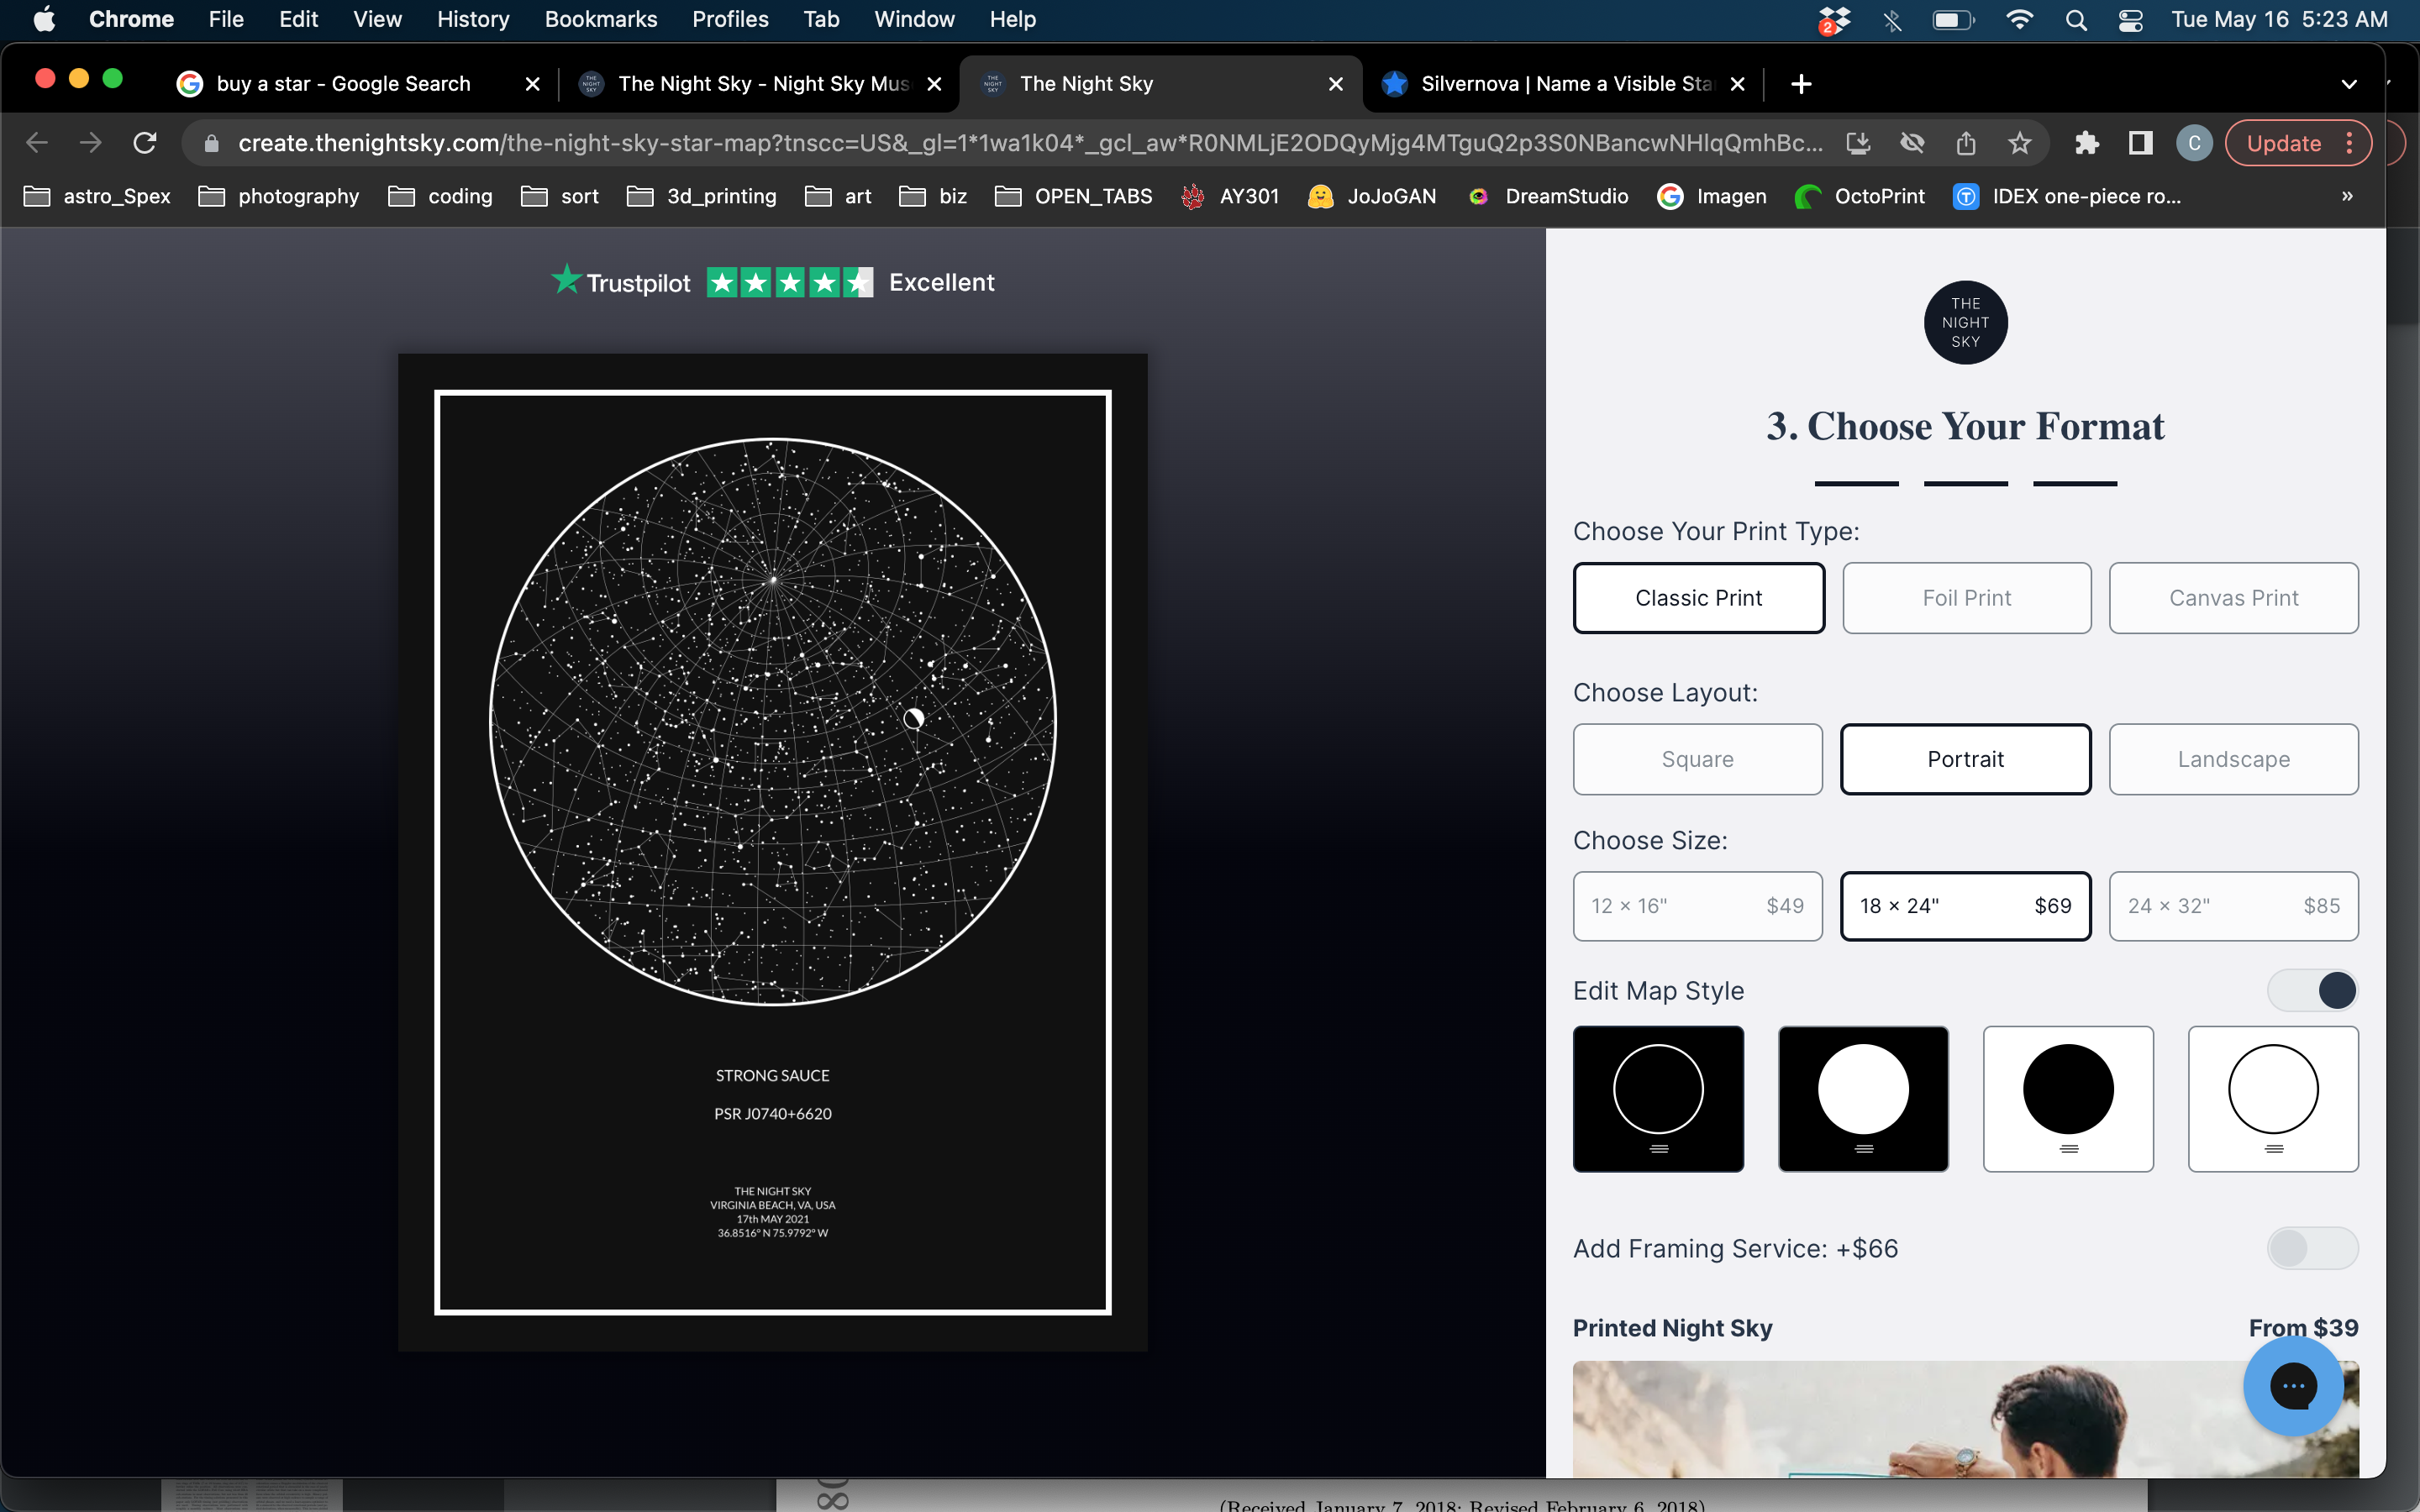 Chrome File Edit View History Bookmarks Profiles Tab Window Help 2 Tue May 16 5:23 AM
buy a star - Google Search The Night Sky - Night Sky Mus The Night Sky Silvernova | Name a Visible Sta
create.thenightsky.com/the-night-sky-star-map?tnscc=US&_gl=1*1wa1k04*_gcl_aw*R0NMLjE2ODQyMjg4MTguQ2p3S0NBancwNHlqQmhBc... C Update
astro_Spex photography coding sort 3d_printing art biz OPEN_TABS AY301 JoJoGAN DreamStudio Imagen OctoPrint IDEX one-piece ro... »
Trustpilot Excellent
STRONG SAUCE
PSR J0740+6620
THE NIGHT SKY
VIRGINIA BEACH, VA, USA
17th MAY 2021
36.8516° N 75.9792° W
THE
NIGHT
SKY
3. Choose Your Format
Choose Your Print Type:
Classic Print Foil Print Canvas Print
Choose Layout:
Square Portrait Landscape
Choose Size:
12 × 16" $49 18 × 24" $69 24 × 32" $85
Edit Map Style
Add Framing Service: +$66
Printed Night Sky From $39
(Received January 7, 2018; Revised February 6, 2018)